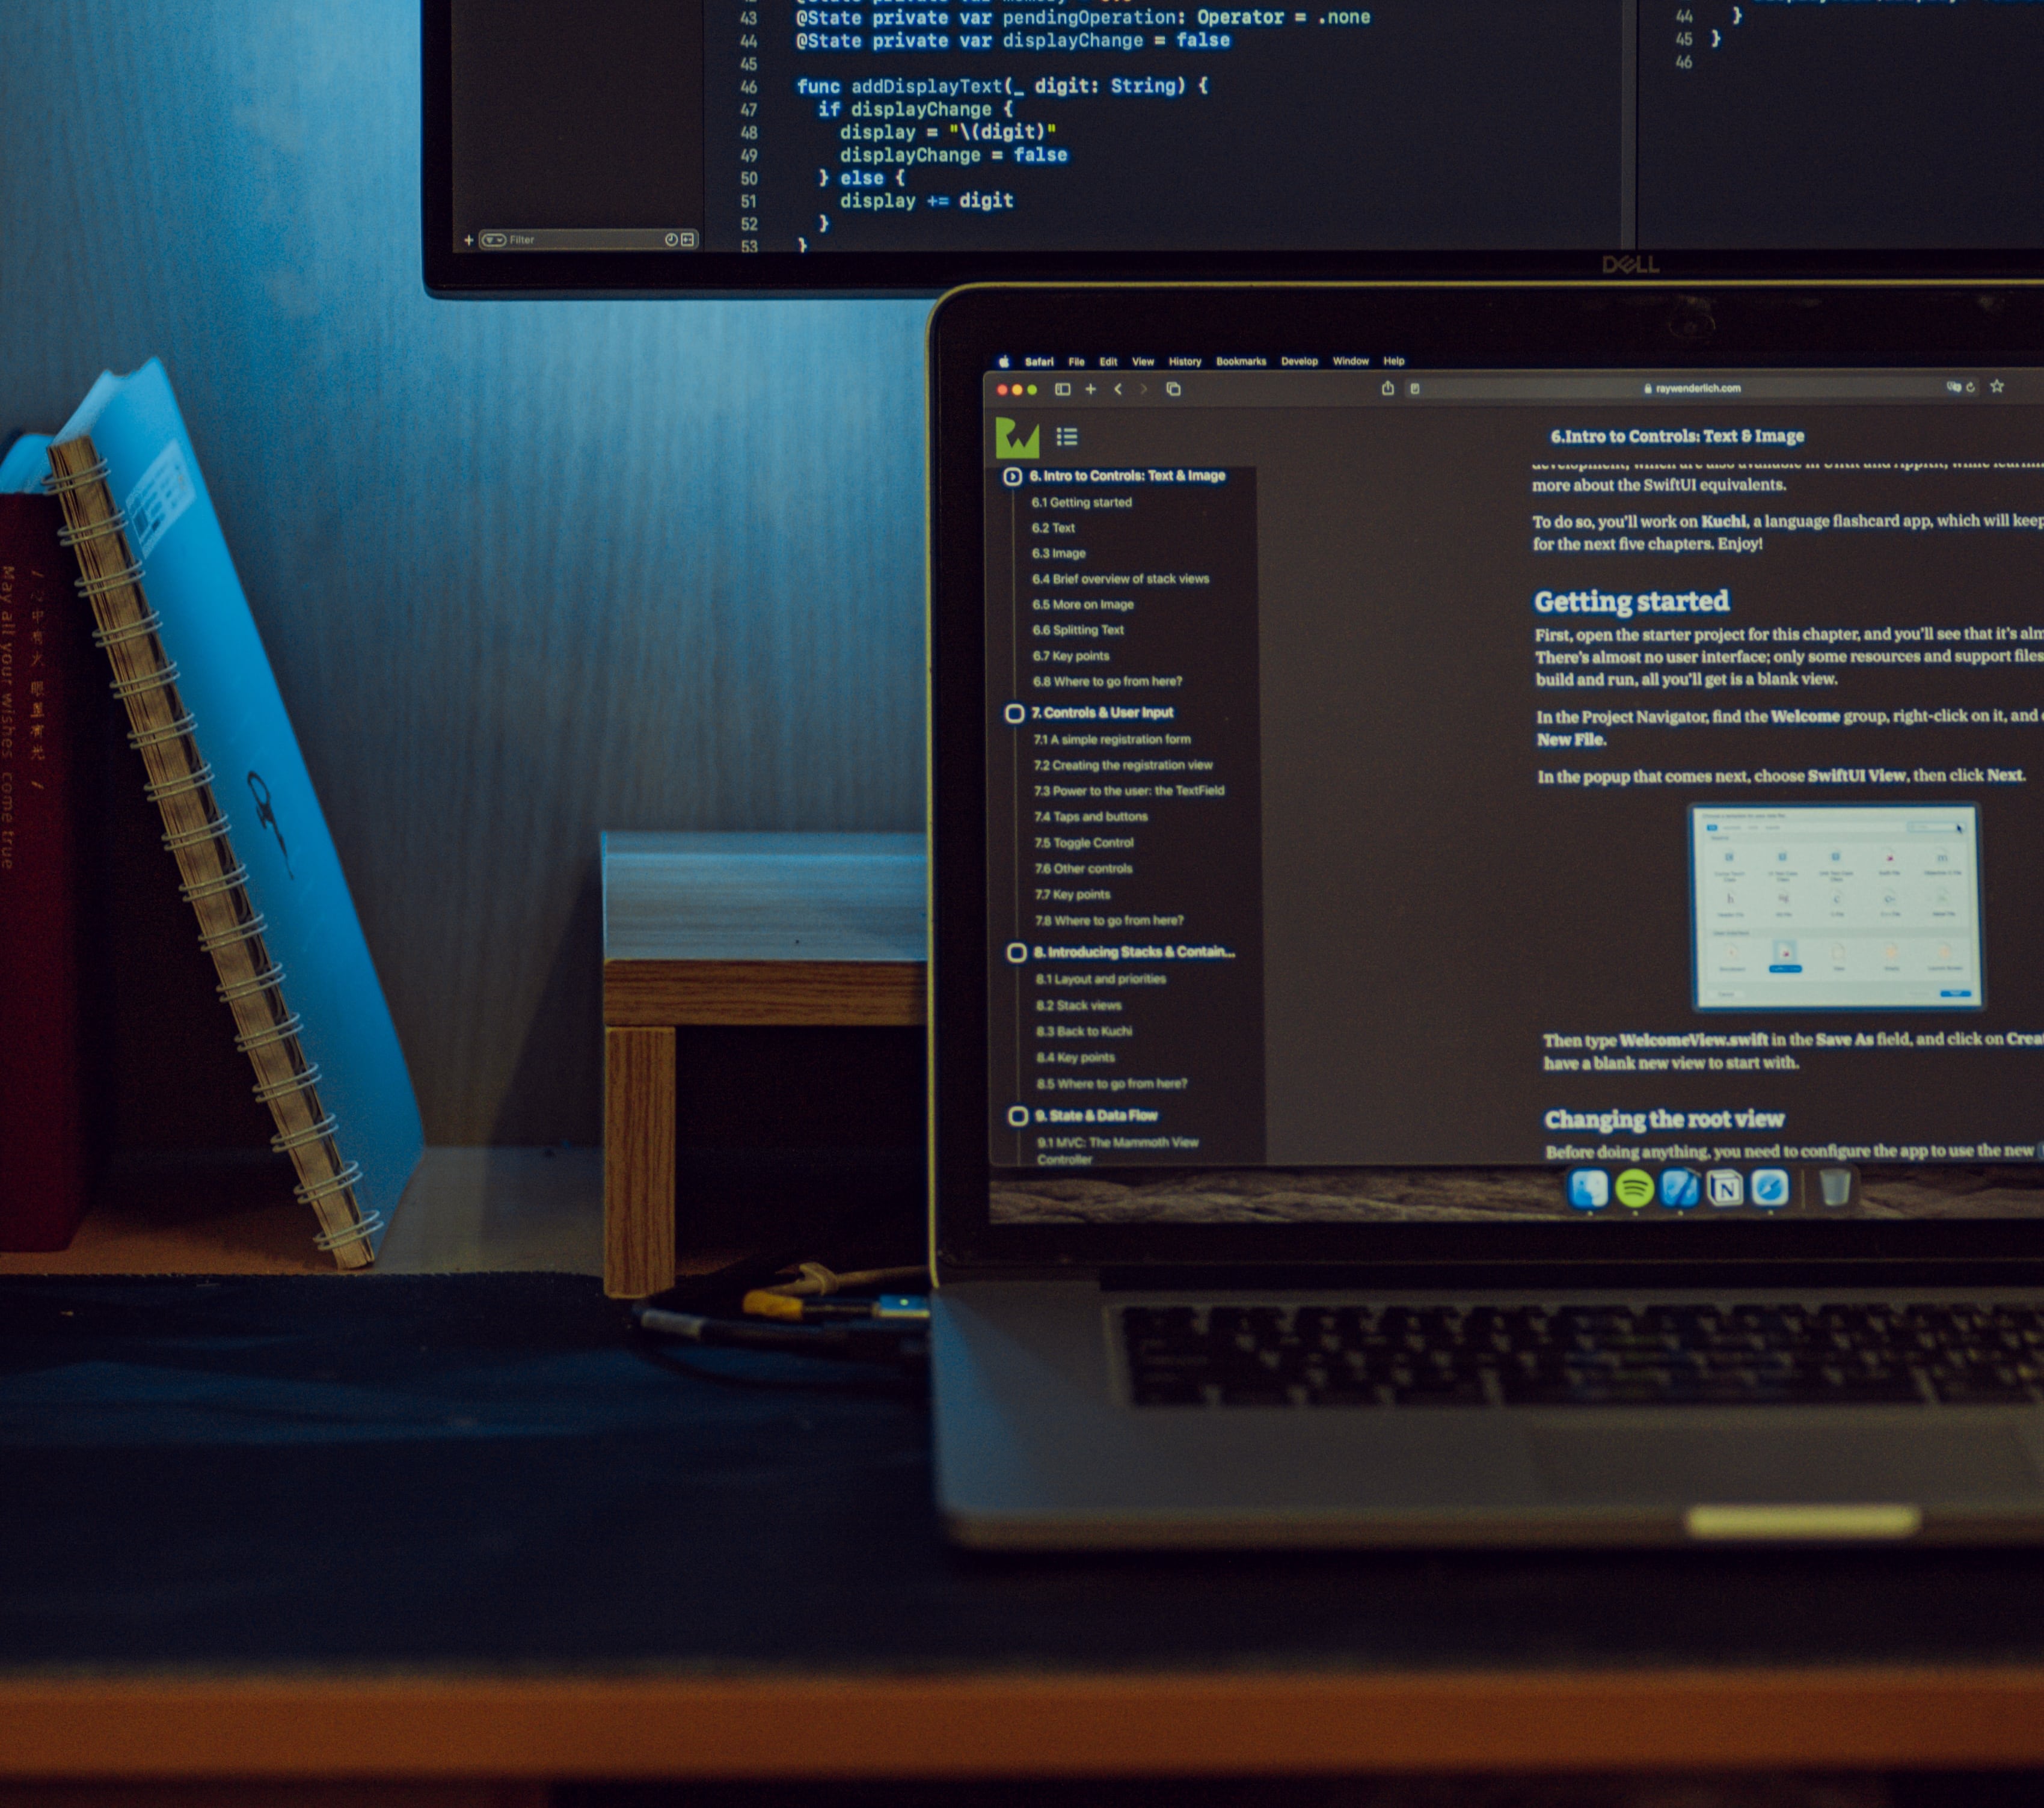 43 @State private var pendingOperation: Operator = .none
44 @State private var displayChange = false
45
46 func addDisplayText(_ digit: String) {
47 if displayChange {
48 display = "\(digit)"
49 displayChange = false
50 } else {
51 display += digit
52 }
53 }
Filter
44 }
45 }
46
DELL
Safari File Edit View History Bookmarks Develop Window Help
raywenderlich.com
6.Intro to Controls: Text & Image
6. Intro to Controls: Text & Image
6.1 Getting started
6.2 Text
6.3 Image
6.4 Brief overview of stack views
6.5 More on Image
6.6 Splitting Text
6.7 Key points
6.8 Where to go from here?
7. Controls & User Input
7.1 A simple registration form
7.2 Creating the registration view
7.3 Power to the user: the TextField
7.4 Taps and buttons
7.5 Toggle Control
7.6 Other controls
7.7 Key points
7.8 Where to go from here?
8. Introducing Stacks & Contain...
8.1 Layout and priorities
8.2 Stack views
8.3 Back to Kuchi
8.4 Key points
8.5 Where to go from here?
9. State & Data Flow
9.1 MVC: The Mammoth View
Controller
more about the SwiftUI equivalents.
To do so, you'll work on Kuchi, a language flashcard app, which will keep
for the next five chapters. Enjoy!
Getting started
First, open the starter project for this chapter, and you'll see that it's
There's almost no user interface; only some resources and support files
build and run, all you'll get is a blank view.
In the Project Navigator, find the Welcome group, right-click on it, and
New File.
In the popup that comes next, choose SwiftUI View, then click Next.
Then type WelcomeView.swift in the Save As field, and click on
have a blank new view to start with.
Changing the root view
Before doing anything, you need to configure the app to use the new
May all your wishes come true